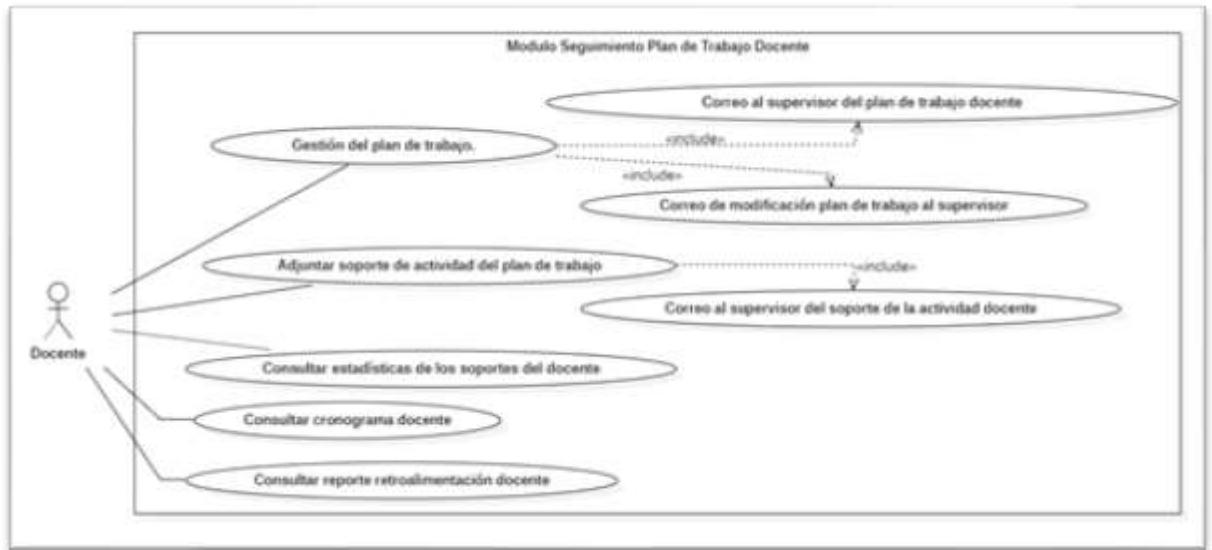 Modulo Seguimiento Plan de Trabajo Docente
Correo al supervisor del plan de trabajo docente
Gestión del plan de trabajo.
«include»
«include»
Correo de modificación plan de trabajo al supervisor
Adjuntar soporte de actividad del plan de trabajo
«include»
Correo al supervisor del soporte de la actividad docente
Docente
Consultar estadísticas de los soportes del docente
Consultar cronograma docente
Consultar reporte retroalimentación docente